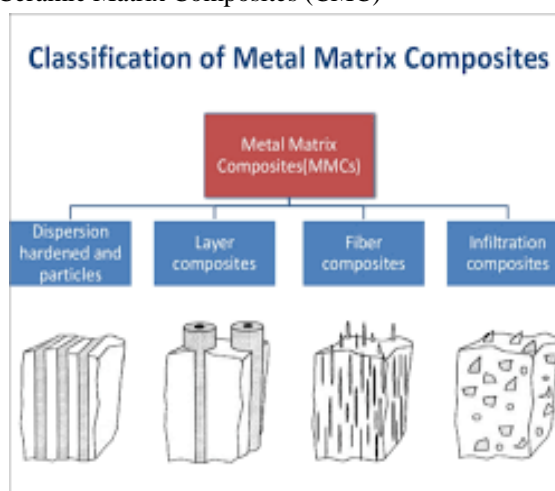 Ceramic Matrix Composites (CMC)
Classification of Metal Matrix Composites
Metal Matrix
Composites(MMCs)
Dispersion
hardened and
particles
Layer
composites
Fiber
composites
Infiltration
composites